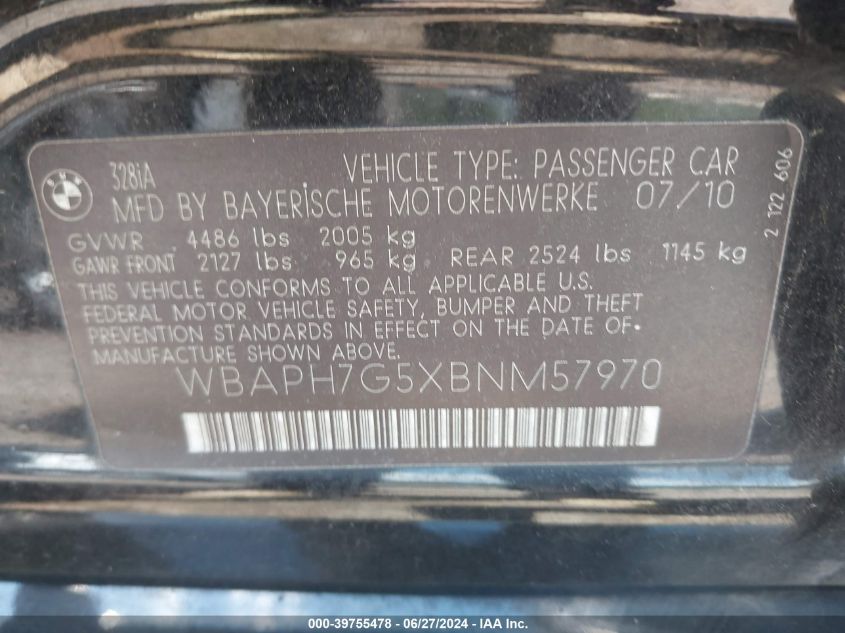 BMW
328iA VEHICLE TYPE: PASSENGER CAR
MFD BY BAYERISCHE MOTORENWERKE 07/10
GVWR 4486 lbs 2005 kg
GAWR FRONT 2127 lbs 965 kg REAR 2524 lbs 1145 kg
THIS VEHICLE CONFORMS TO ALL APPLICABLE U.S.
FEDERAL MOTOR VEHICLE SAFETY, BUMPER AND THEFT
PREVENTION STANDARDS IN EFFECT ON THE DATE OF
MANUFACTURE SHOWN ABOVE.
WBAPH7G5XBNM57970
2 122 606
000-39755478 - 06/27/2024 - IAA Inc.